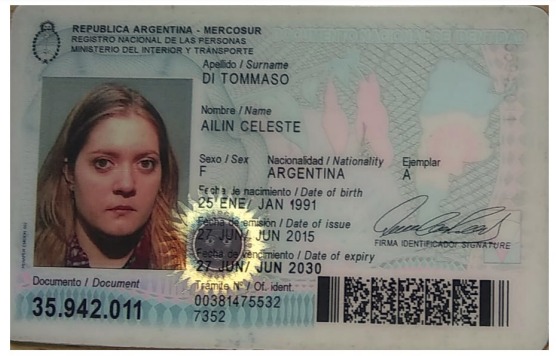 REPUBLICA ARGENTINA - MERCOSUR
REGISTRO NACIONAL DE LAS PERSONAS
MINISTERIO DEL INTERIOR Y TRANSPORTE
Apellido / Surname
DI TOMMASO
Nombre / Name
AILIN CELESTE
Sexo / Sex Nacionalidad / Nationality Ejemplar
F ARGENTINA A
Fecha de nacimiento / Date of birth
25 ENE/ JAN 1991
Fecha de emisión / Date of issue
27 JUN/ JUN 2015
FIRMA IDENTIFICADO/ SIGNATURE
Fecha de vencimiento / Date of expiry
27 JUN/ JUN 2030
Documento / Document
35.942.011
Trámite N° / Of. ident.
00381475532
7352